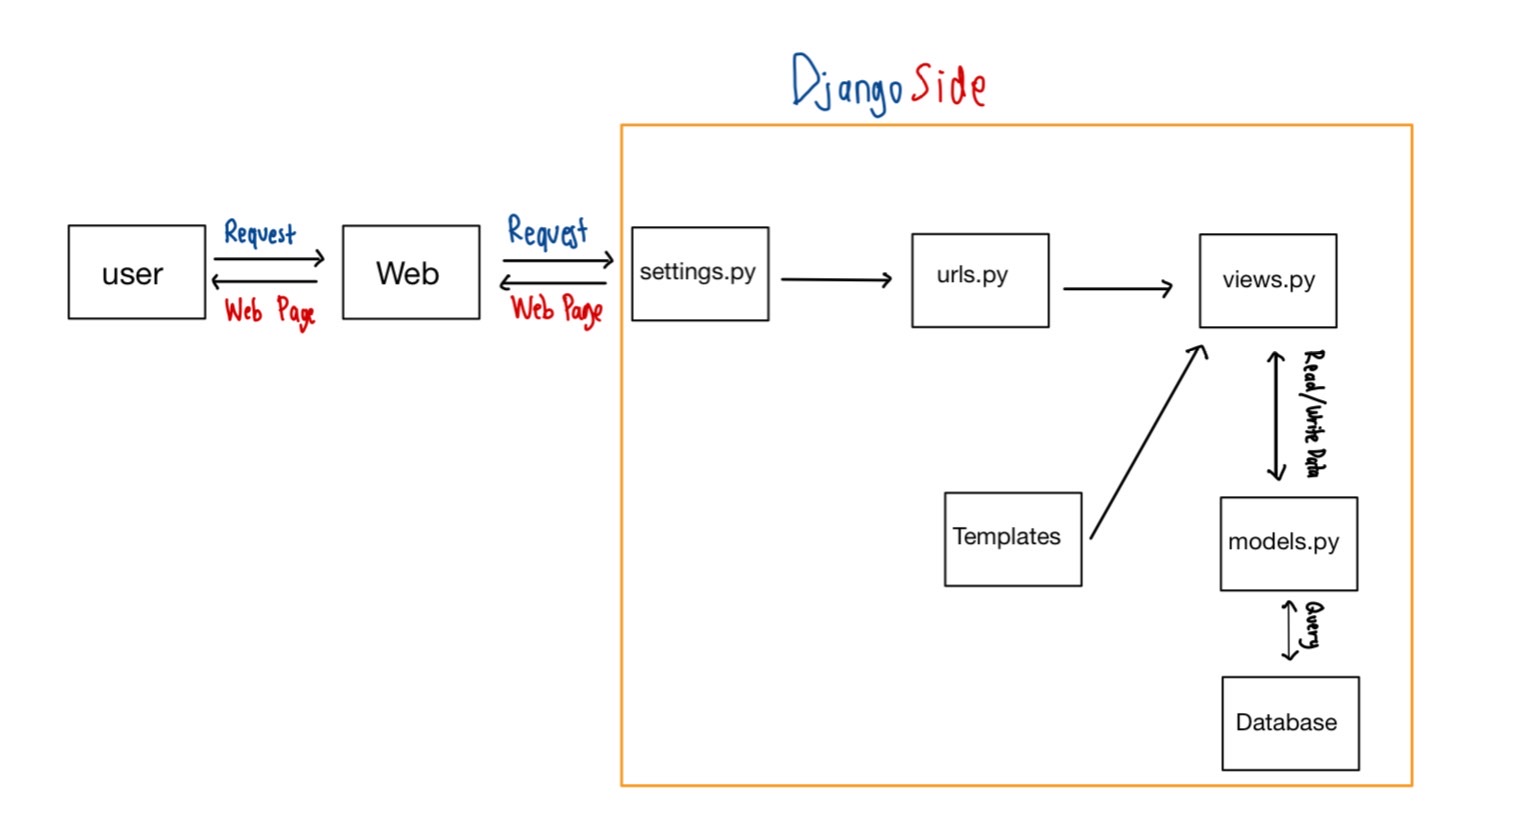 Django Side
user
Request
Web Page
Web
Request
Web Page
settings.py
urls.py
views.py
Read/Write Data
Templates
models.py
Query
Database